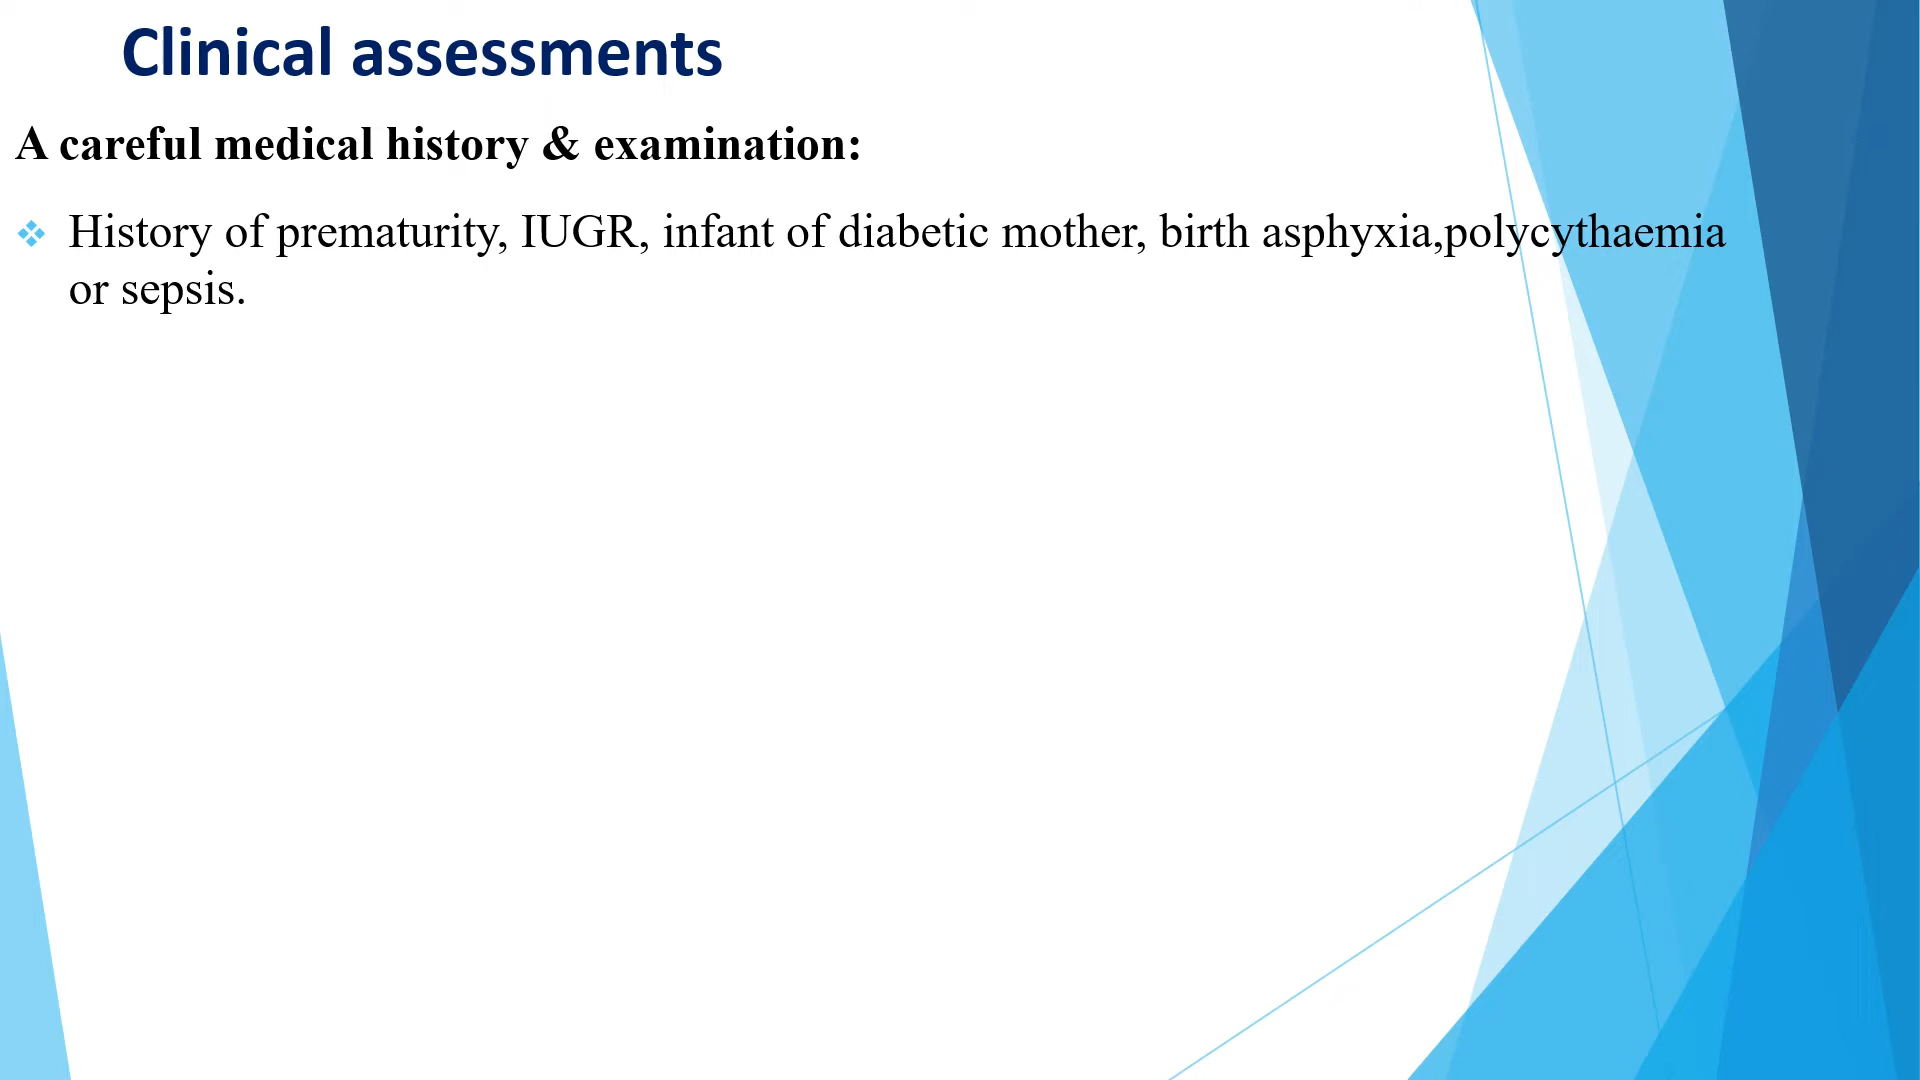 Clinical assessments
A careful medical history & examination:
History of prematurity, IUGR, infant of diabetic mother, birth asphyxia,polycythaemia
or sepsis.